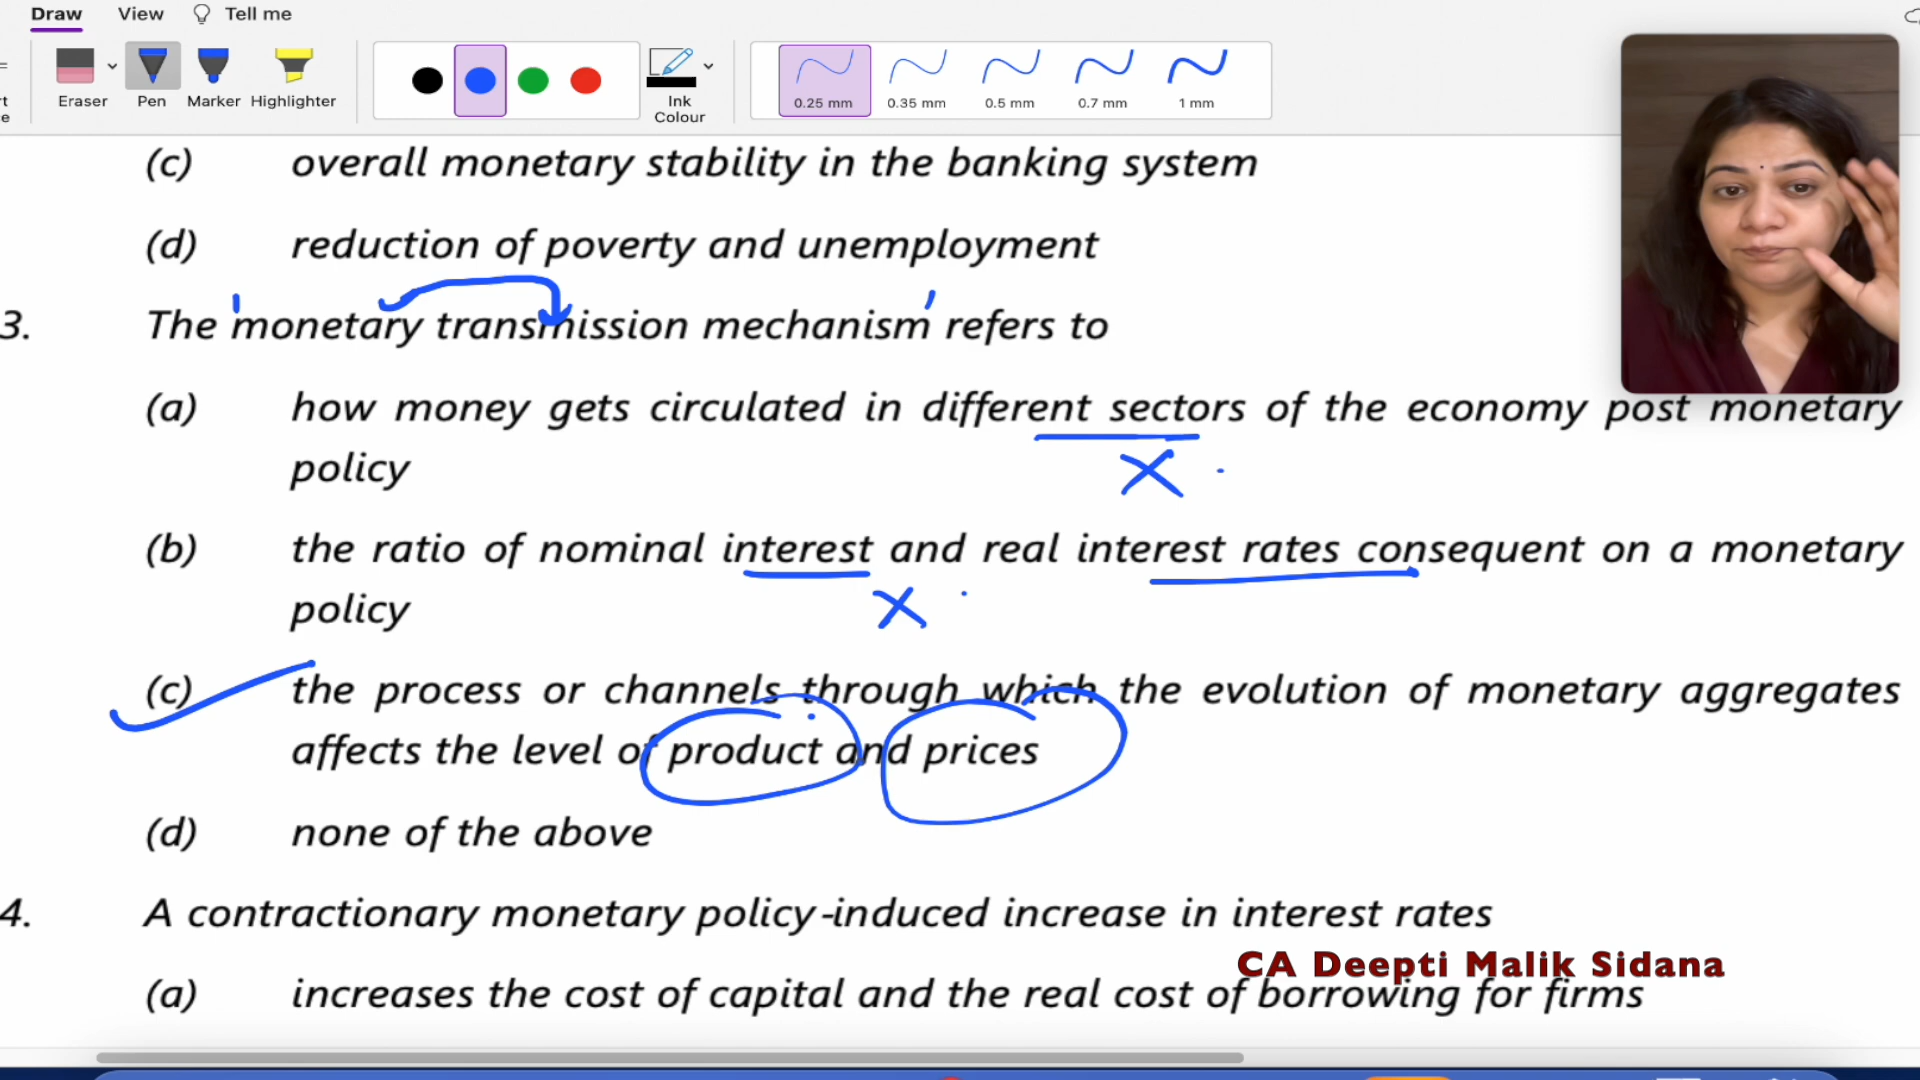 Draw View Tell me
Eraser Pen Marker Highlighter Ink Colour 0.25 mm 0.35 mm 0.5 mm 0.7 mm 1 mm
(c) overall monetary stability in the banking system
(d) reduction of poverty and unemployment
3. The 'monetary transmission mechanism' refers to
(a) how money gets circulated in different sectors of the economy post monetary
policy
(b) the ratio of nominal interest and real interest rates consequent on a monetary
policy
(c) the process or channels through which the evolution of monetary aggregates
affects the level of product and prices
(d) none of the above
4. A contractionary monetary policy-induced increase in interest rates
CA Deepti Malik Sidana
(a) increases the cost of capital and the real cost of borrowing for firms